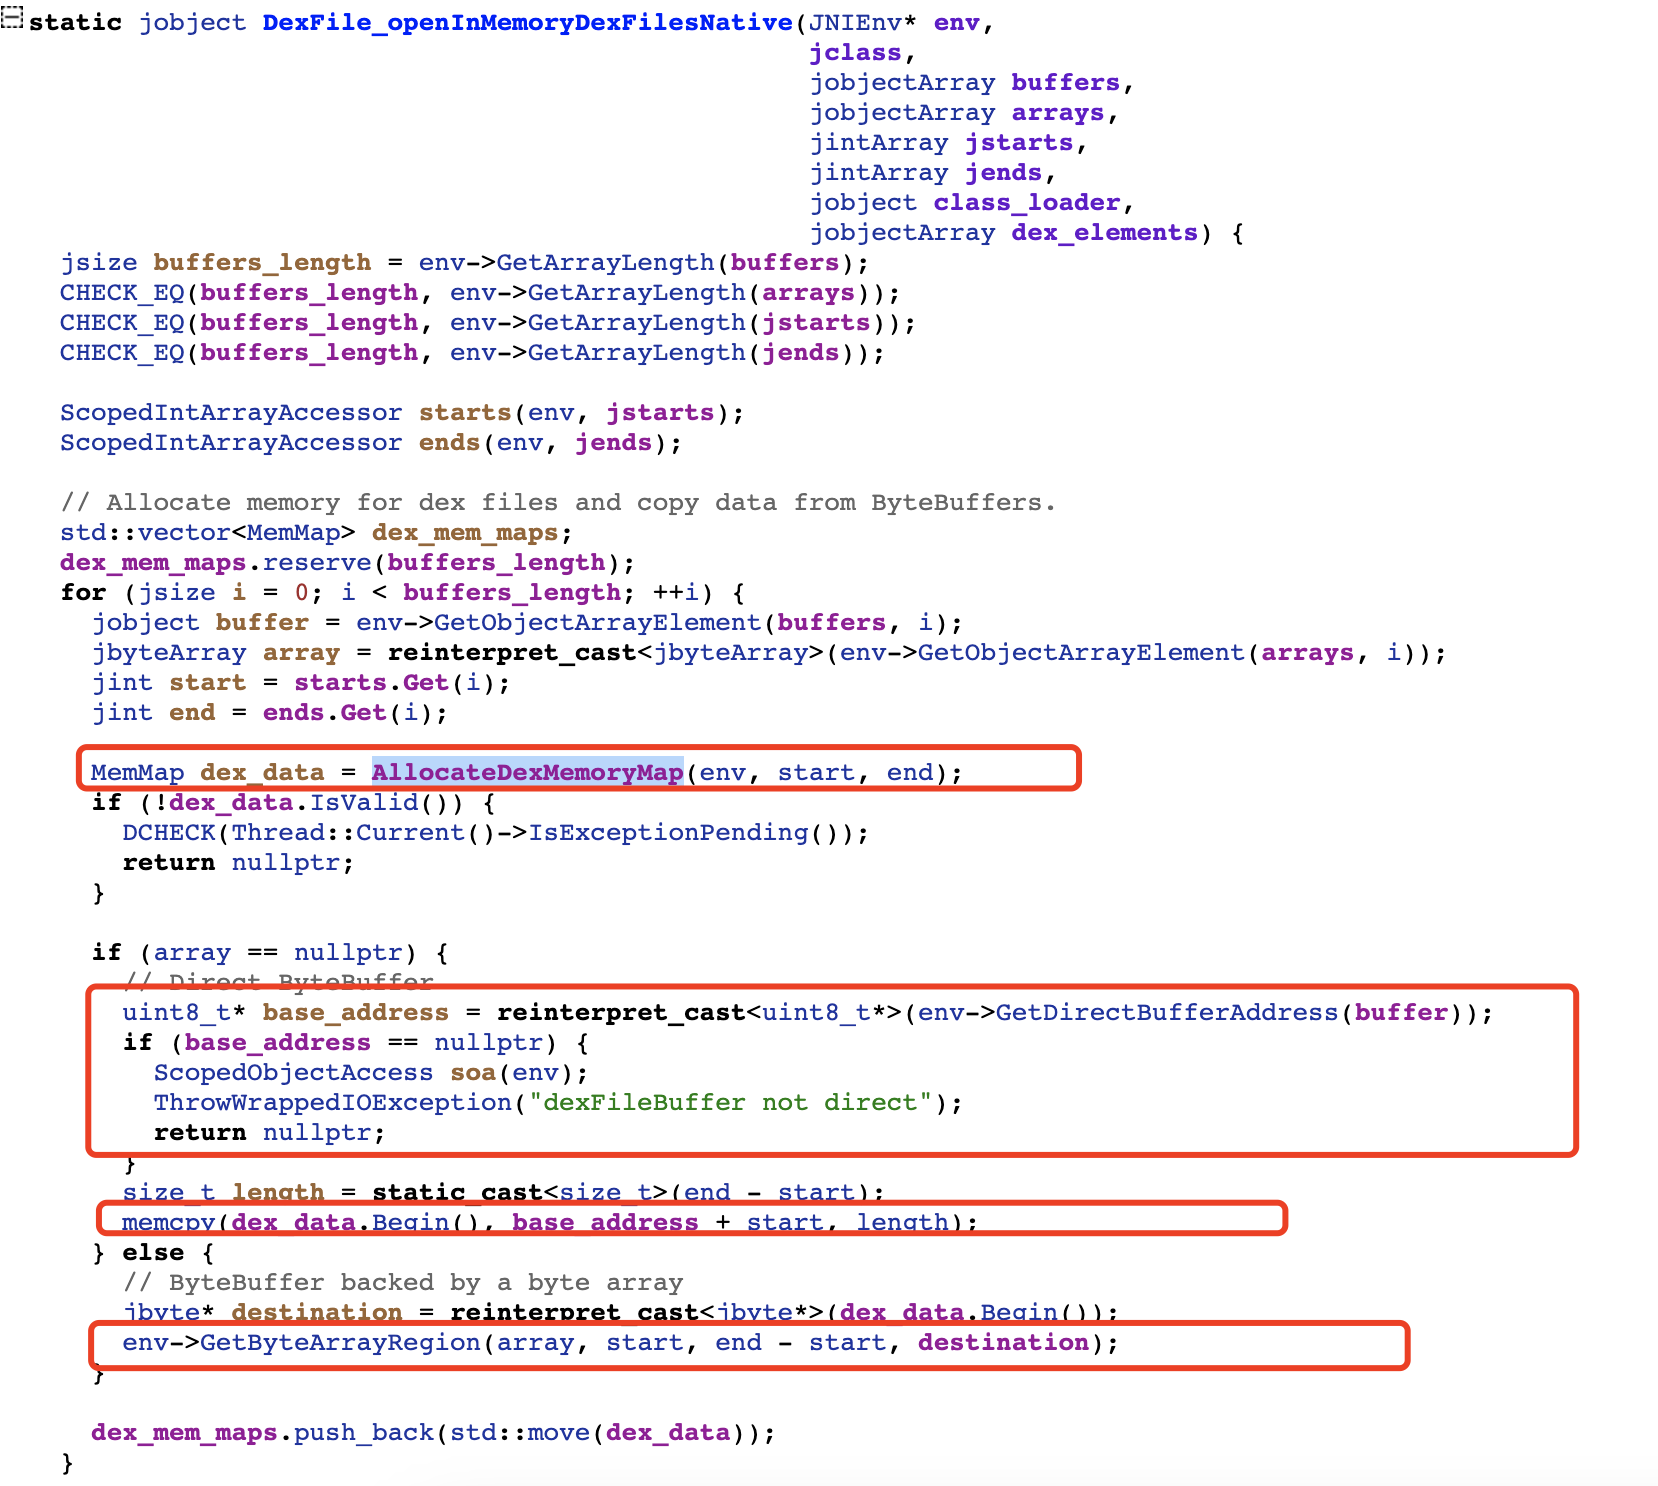 static jobject DexFile_openInMemoryDexFilesNative(JNIEnv* env,
                                                  jclass,
                                                  jobjectArray buffers,
                                                  jobjectArray arrays,
                                                  jintArray jstarts,
                                                  jintArray jends,
                                                  jobject class_loader,
                                                  jobjectArray dex_elements) {
  jsize buffers_length = env->GetArrayLength(buffers);
  CHECK_EQ(buffers_length, env->GetArrayLength(arrays));
  CHECK_EQ(buffers_length, env->GetArrayLength(jstarts));
  CHECK_EQ(buffers_length, env->GetArrayLength(jends));

  ScopedIntArrayAccessor starts(env, jstarts);
  ScopedIntArrayAccessor ends(env, jends);

  // Allocate memory for dex files and copy data from ByteBuffers.
  std::vector<MemMap> dex_mem_maps;
  dex_mem_maps.reserve(buffers_length);
  for (jsize i = 0; i < buffers_length; ++i) {
    jobject buffer = env->GetObjectArrayElement(buffers, i);
    jbyteArray array = reinterpret_cast<jbyteArray>(env->GetObjectArrayElement(arrays, i));
    jint start = starts.Get(i);
    jint end = ends.Get(i);

    MemMap dex_data = AllocateDexMemoryMap(env, start, end);
    if (!dex_data.IsValid()) {
      DCHECK(Thread::Current()->IsExceptionPending());
      return nullptr;
    }

    if (array == nullptr) {
      // Direct ByteBuffer
      uint8_t* base_address = reinterpret_cast<uint8_t*>(env->GetDirectBufferAddress(buffer));
      if (base_address == nullptr) {
        ScopedObjectAccess soa(env);
        ThrowWrappedIOException("dexFileBuffer not direct");
        return nullptr;
      }
      size_t length = static_cast<size_t>(end - start);
      memcpy(dex_data.Begin(), base_address + start, length);
    } else {
      // ByteBuffer backed by a byte array
      jbyte* destination = reinterpret_cast<jbyte*>(dex_data.Begin());
      env->GetByteArrayRegion(array, start, end - start, destination);
    }

    dex_mem_maps.push_back(std::move(dex_data));
  }